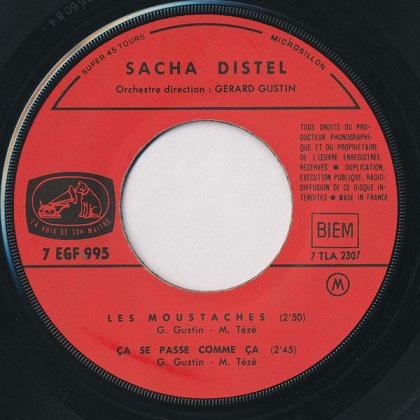 SUPER 45 TOURS
MICROSILLON
SACHA DISTEL
Orchestre direction : GERARD GUSTIN
TOUS DROITS DU PRO-
DUCTEUR PHONOGRAPHI-
QUE ET DU PROPRIETAIRE
DE L'ŒUVRE ENREGISTRÉE
RÉSERVÉS • DUPLICATION,
EXÉCUTION PUBLIQUE, RADIO-
DIFFUSION DE CE DISQUE IN-
TERDITES • MADE IN FRANCE
LA VOIX DE SON MAITRE
7 EGF 995
BIEM
7 TLA 2307
M
LES MOUSTACHES (2'50)
G. Gustin - M. Tézé
ÇA SE PASSE COMME ÇA (2'45)
G. Gustin - M. Tézé